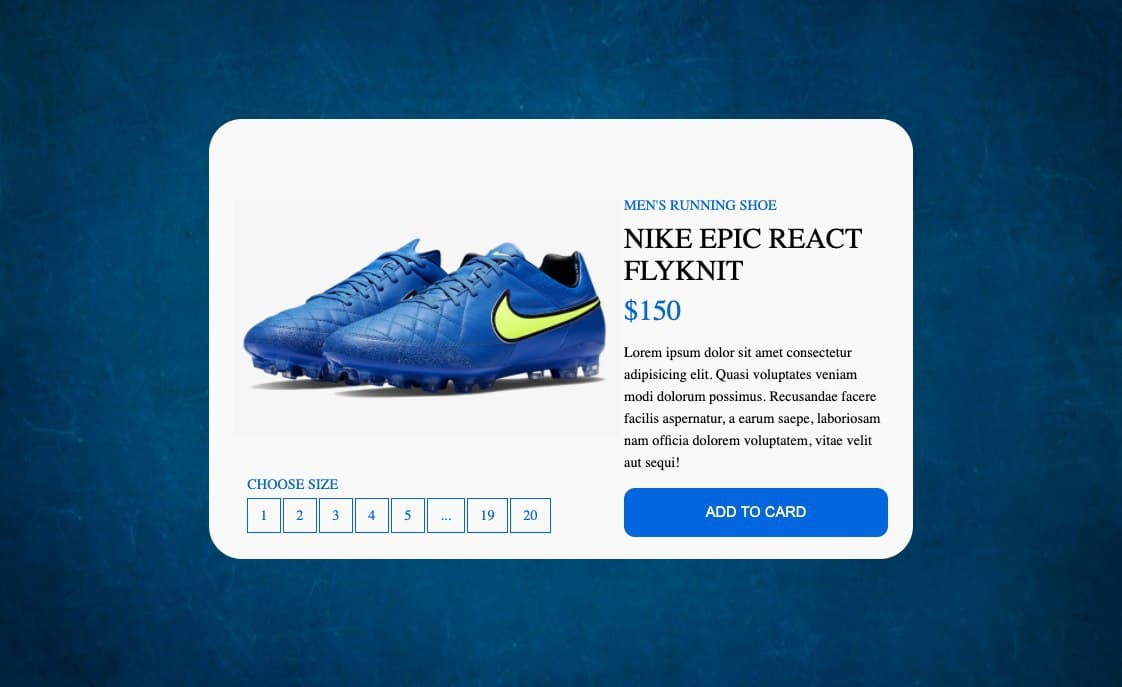 MEN'S RUNNING SHOE
NIKE EPIC REACT
FLYKNIT
$150
Lorem ipsum dolor sit amet consectetur
adipisicing elit. Quasi voluptates veniam
modi dolorum possimus. Recusandae facere
facilis aspernatur, a earum saepe, laboriosam
nam officia dolorem voluptatem, vitae velit
aut sequi!
CHOOSE SIZE
1 2 3 4 5 ... 19 20
ADD TO CARD